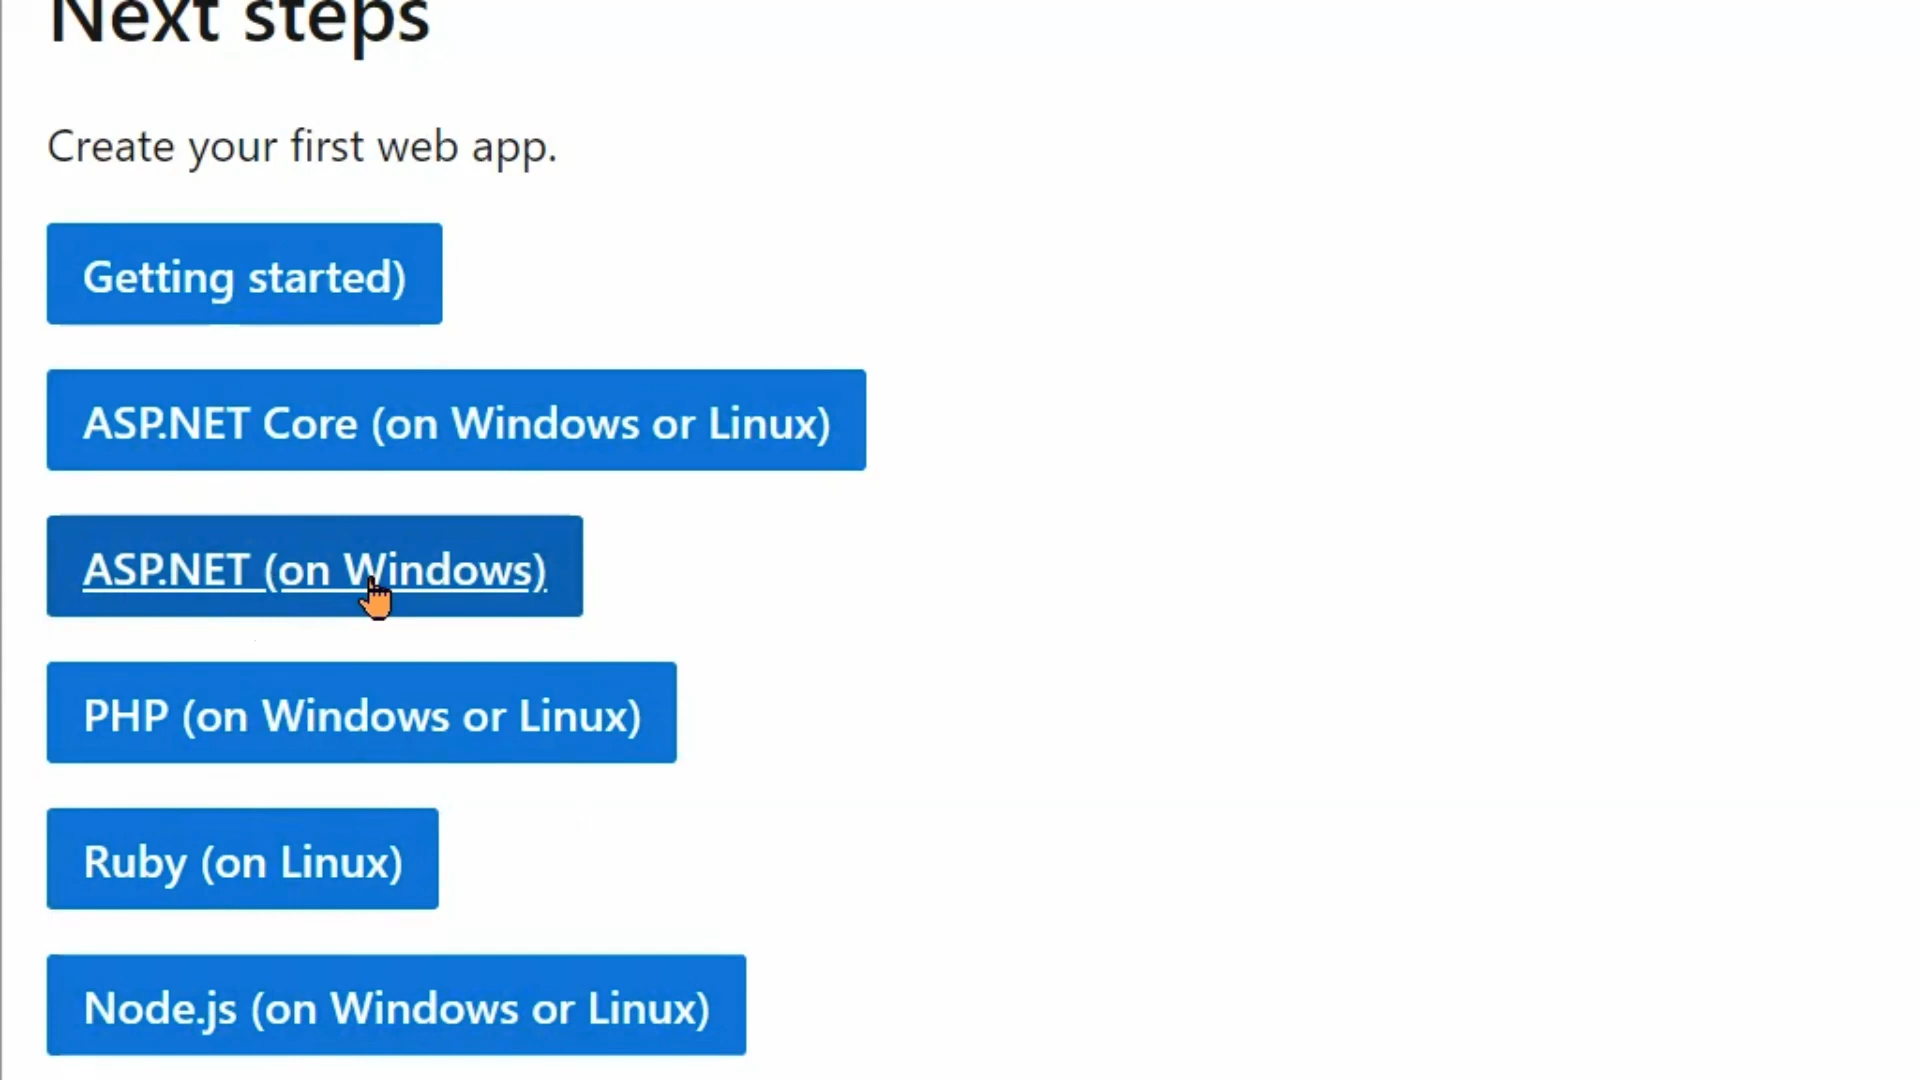 Next steps
Create your first web app.
Getting started)
ASP.NET Core (on Windows or Linux)
ASP.NET (on Windows)
PHP (on Windows or Linux)
Ruby (on Linux)
Node.js (on Windows or Linux)